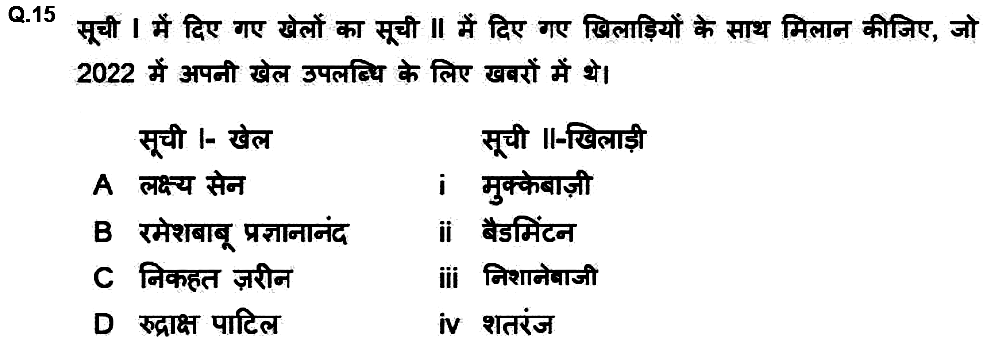 Q.15 सूची I में दिए गए खेलों का सूची II में दिए गए खिलाड़ियों के साथ मिलान कीजिए, जो
2022 में अपनी खेल उपलब्धि के लिए खबरों में थे।
सूची I- खेल सूची II-खिलाड़ी
A लक्ष्य सेन i मुक्केबाज़ी
B रमेशबाबू प्रज्ञानानंद ii बैडमिंटन
C निकहत ज़रीन iii निशानेबाजी
D रुद्राक्ष पाटिल iv शतरंज